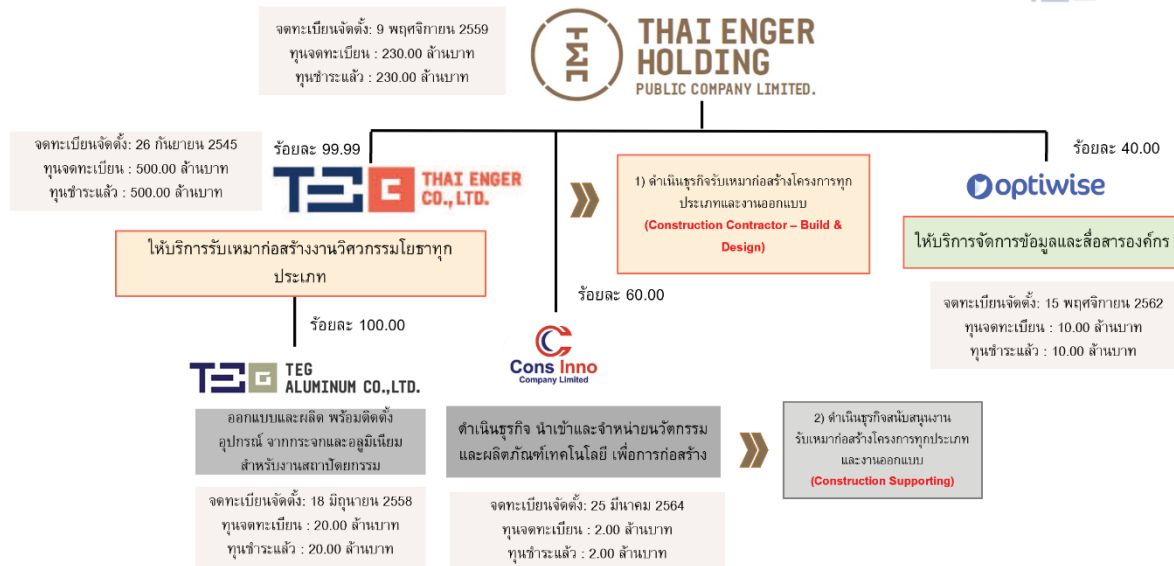 จดทะเบียนจัดตั้ง: 9 พฤศจิกายน 2559
ทุนจดทะเบียน : 230.00 ล้านบาท
ทุนชำระแล้ว : 230.00 ล้านบาท
THAI ENGER
HOLDING
PUBLIC COMPANY LIMITED.
จดทะเบียนจัดตั้ง: 26 กันยายน 2545
ทุนจดทะเบียน : 500.00 ล้านบาท
ทุนชำระแล้ว : 500.00 ล้านบาท
ร้อยละ 99.99
TEG THAI ENGER
CO., LTD.
ให้บริการรับเหมาก่อสร้างงานวิศวกรรมโยธาทุก
ประเภท
1) ดำเนินธุรกิจรับเหมาก่อสร้างโครงการทุก
ประเภทและงานออกแบบ
(Construction Contractor – Build &
Design)
ร้อยละ 40.00
optiwise
ให้บริการจัดการข้อมูลและสื่อสารองค์กร
จดทะเบียนจัดตั้ง: 15 พฤศจิกายน 2562
ทุนจดทะเบียน : 10.00 ล้านบาท
ทุนชำระแล้ว : 10.00 ล้านบาท
ร้อยละ 100.00
TEG TEG
ALUMINUM CO.,LTD.
ออกแบบและผลิต พร้อมติดตั้ง
อุปกรณ์ จากกระจกและอลูมิเนียม
สำหรับงานสถาปัตยกรรม
จดทะเบียนจัดตั้ง: 18 มิถุนายน 2558
ทุนจดทะเบียน : 20.00 ล้านบาท
ทุนชำระแล้ว : 20.00 ล้านบาท
ร้อยละ 60.00
Cons Inno
Company Limited
ดำเนินธุรกิจ นำเข้าและจำหน่ายนวัตกรรม
และผลิตภัณฑ์เทคโนโลยี เพื่อการก่อสร้าง
จดทะเบียนจัดตั้ง: 25 มีนาคม 2564
ทุนจดทะเบียน : 2.00 ล้านบาท
ทุนชำระแล้ว : 2.00 ล้านบาท
2) ดำเนินธุรกิจสนับสนุนงาน
รับเหมาก่อสร้างโครงการทุกประเภท
และงานออกแบบ
(Construction Supporting)